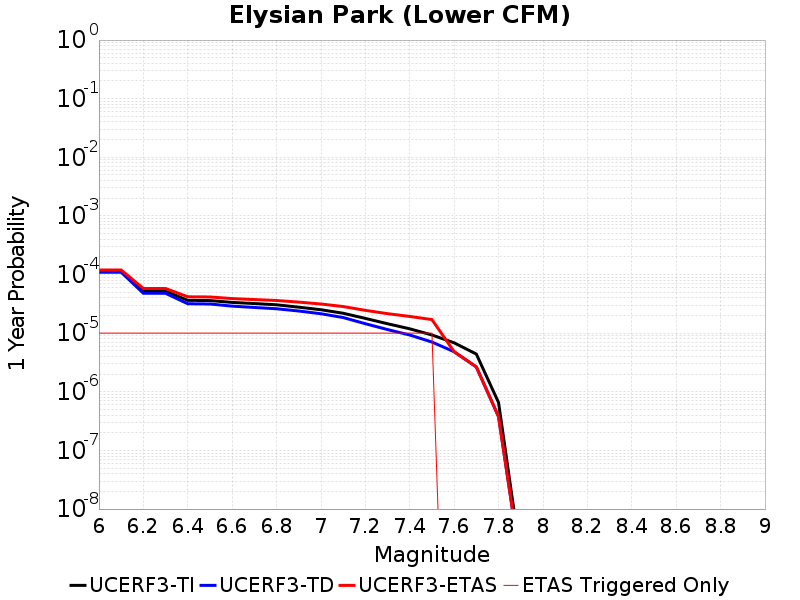 Elysian Park (Lower CFM)
10^0
10^-1
10^-2
10^-3
10^-4
10^-5
10^-6
10^-7
10^-8
1 Year Probability
6 6.2 6.4 6.6 6.8 7 7.2 7.4 7.6 7.8 8 8.2 8.4 8.6 8.8 9
Magnitude
UCERF3-TI UCERF3-TD UCERF3-ETAS ETAS Triggered Only